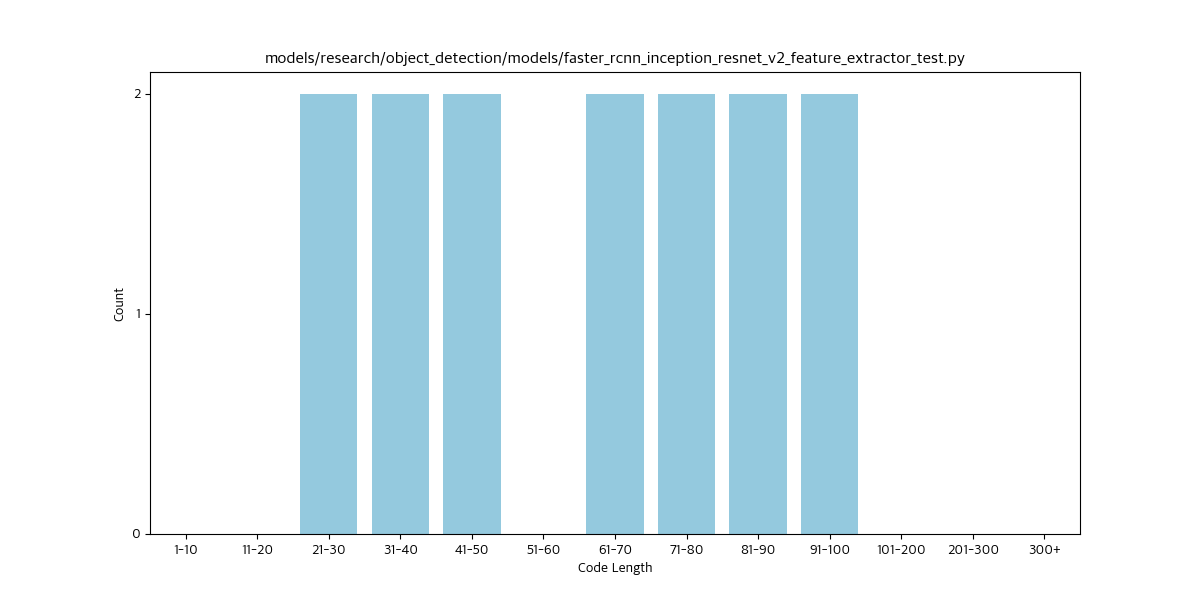 models/research/object_detection/models/faster_rcnn_inception_resnet_v2_feature_extractor_test.py
Count
2
1
0
1-10 11-20 21-30 31-40 41-50 51-60 61-70 71-80 81-90 91-100 101-200 201-300 300+
Code Length